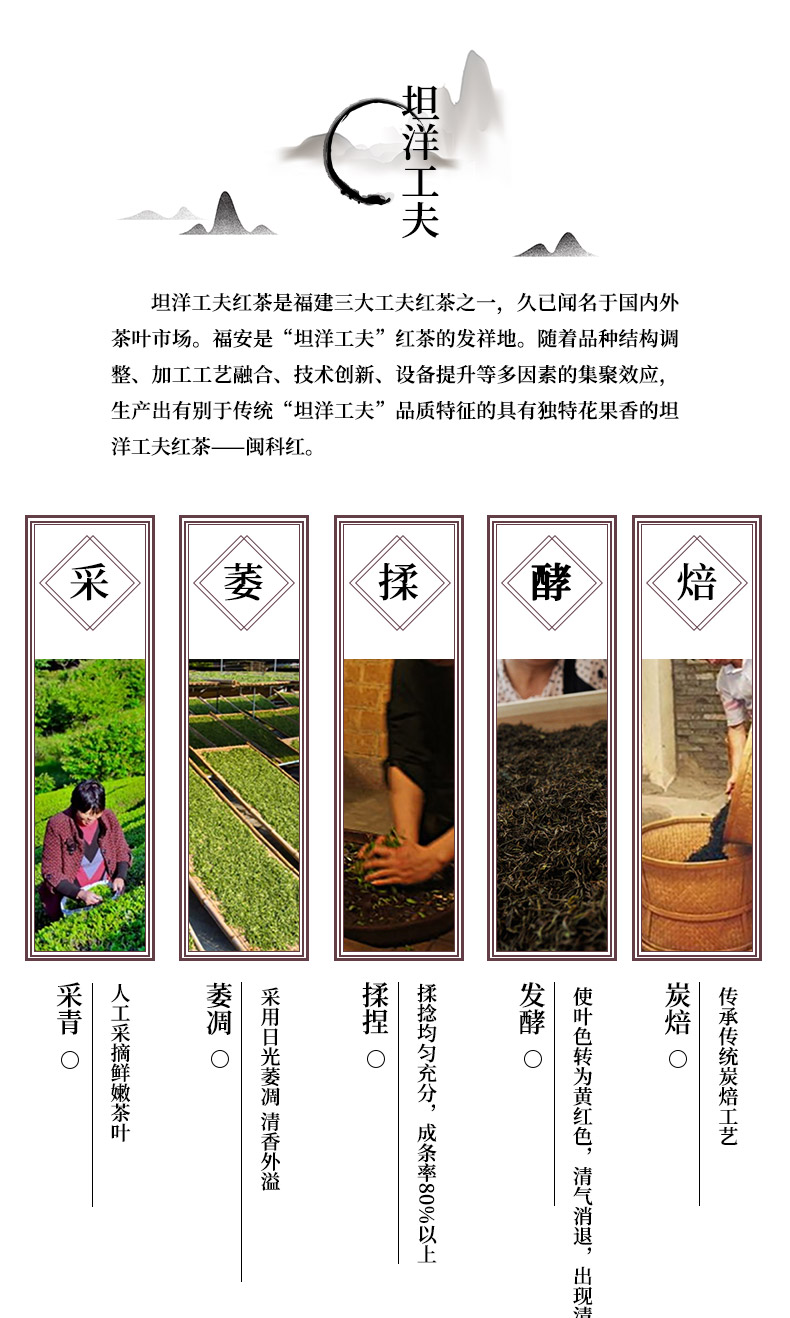 坦洋工夫
坦洋工夫红茶是福建三大工夫红茶之一，久已闻名于国内外
茶叶市场。福安是“坦洋工夫”红茶的发祥地。随着品种结构调
整、加工工艺融合、技术创新、设备提升等多因素的集聚效应，
生产出有别于传统“坦洋工夫”品质特征的具有独特花果香的坦
洋工夫红茶——闽科红。
采
萎
揉
酵
焙
采青
人工采摘鲜嫩茶叶
萎凋
采用日光萎凋 清香外溢
揉捏
揉捻均匀充分，成条率80%以上
发酵
使叶色转为黄红色，清气消退，出现清
炭焙
传承传统炭焙工艺